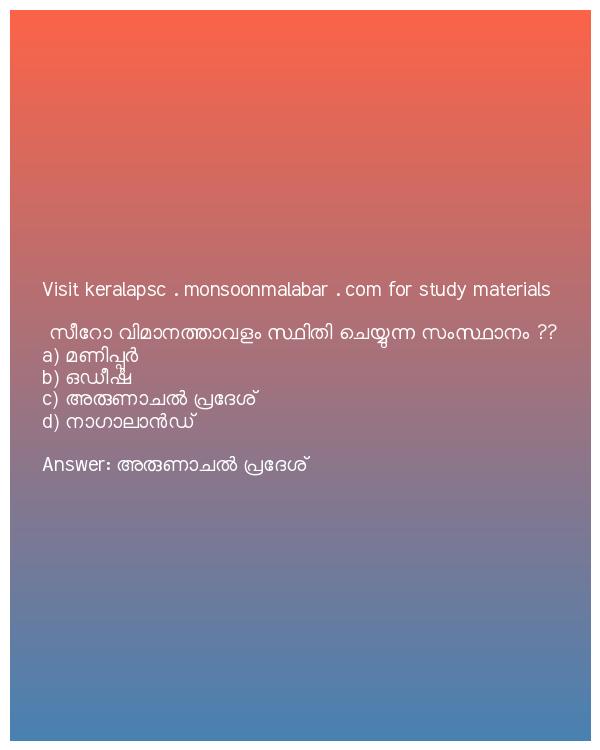 Visit keralapsc . monsoonmalabar . com for study materials
സീറോ വിമാനത്താവളം സ്ഥിതി ചെയ്യുന്ന സംസ്ഥാനം ??
a) മണിപ്പൂർ
b) ഒഡീഷ
c) അരുണാചൽ പ്രദേശ്
d) നാഗാലാൻഡ്
Answer: അരുണാചൽ പ്രദേശ്